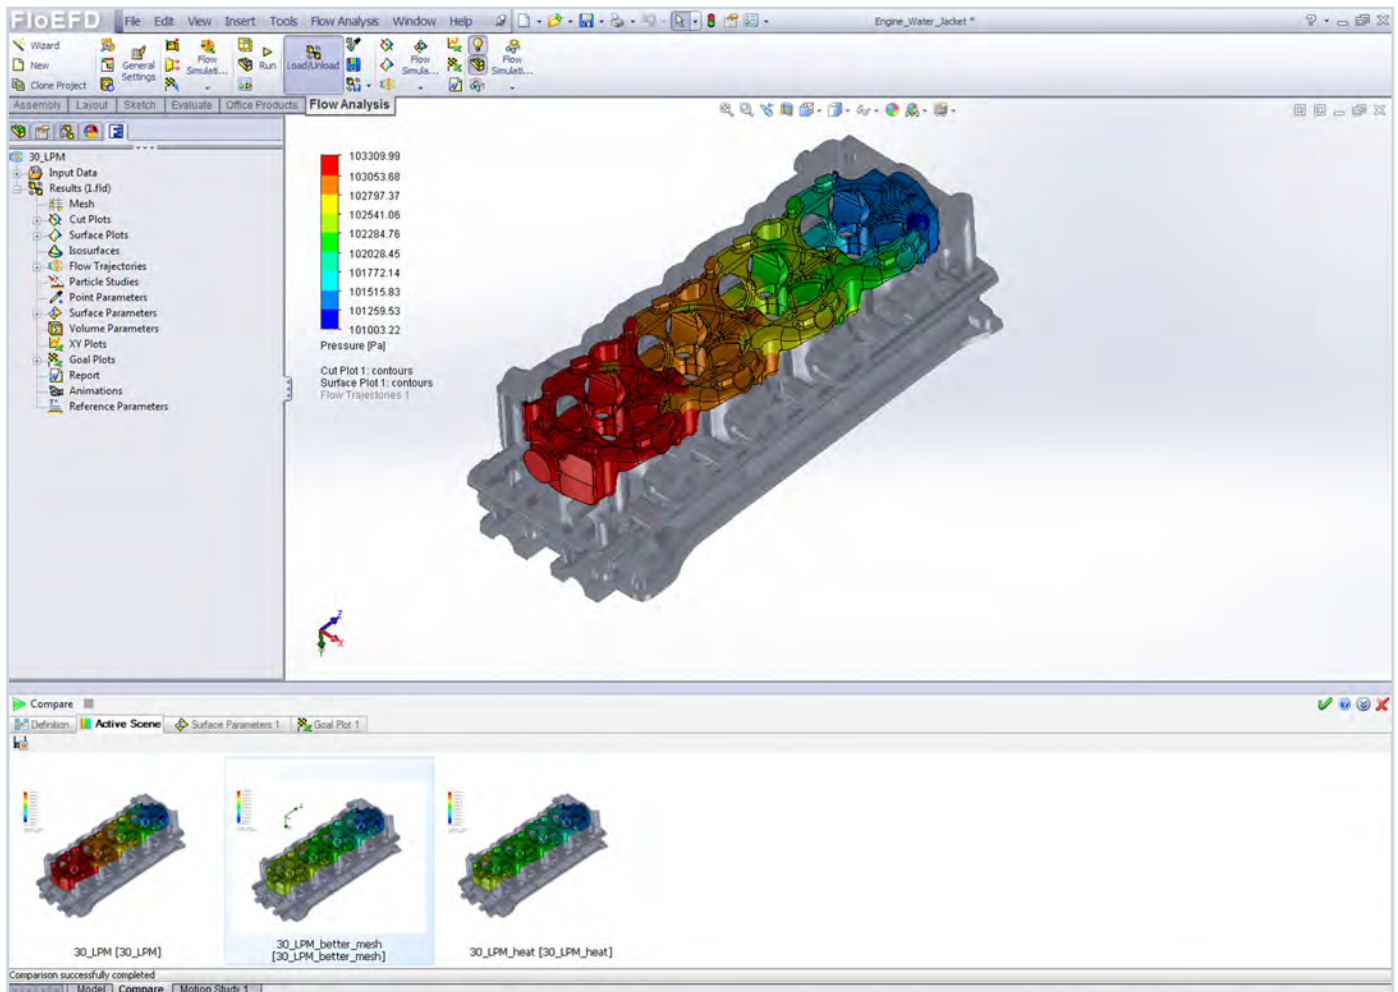 FloEFD File Edit View Insert Tools Flow Analysis Window Help Engine_Water_Jacket *
Wizard
New
Clone Project
General Settings
Flow Simulati...
Run
Load/Unload
Flow Simula...
Flow Simulati...
Assembly Layout Sketch Evaluate Office Products Flow Analysis
30_LPM
Input Data
Results (1.fld)
Mesh
Cut Plots
Surface Plots
Isosurfaces
Flow Trajectories
Particle Studies
Point Parameters
Surface Parameters
Volume Parameters
XY Plots
Goal Plots
Report
Animations
Reference Parameters
103309.99
103053.68
102797.37
102541.06
102284.76
102028.45
101772.14
101515.83
101259.53
101003.22
Pressure [Pa]
Cut Plot 1: contours
Surface Plot 1: contours
Flow Trajectories 1
Z
X
Y
Compare
Definition Active Scene Surface Parameters 1 Goal Plot 1
30_LPM [30_LPM]
30_LPM_better_mesh
[30_LPM_better_mesh]
30_LPM_heat [30_LPM_heat]
Comparison successfully completed
Model Compare Motion Study 1